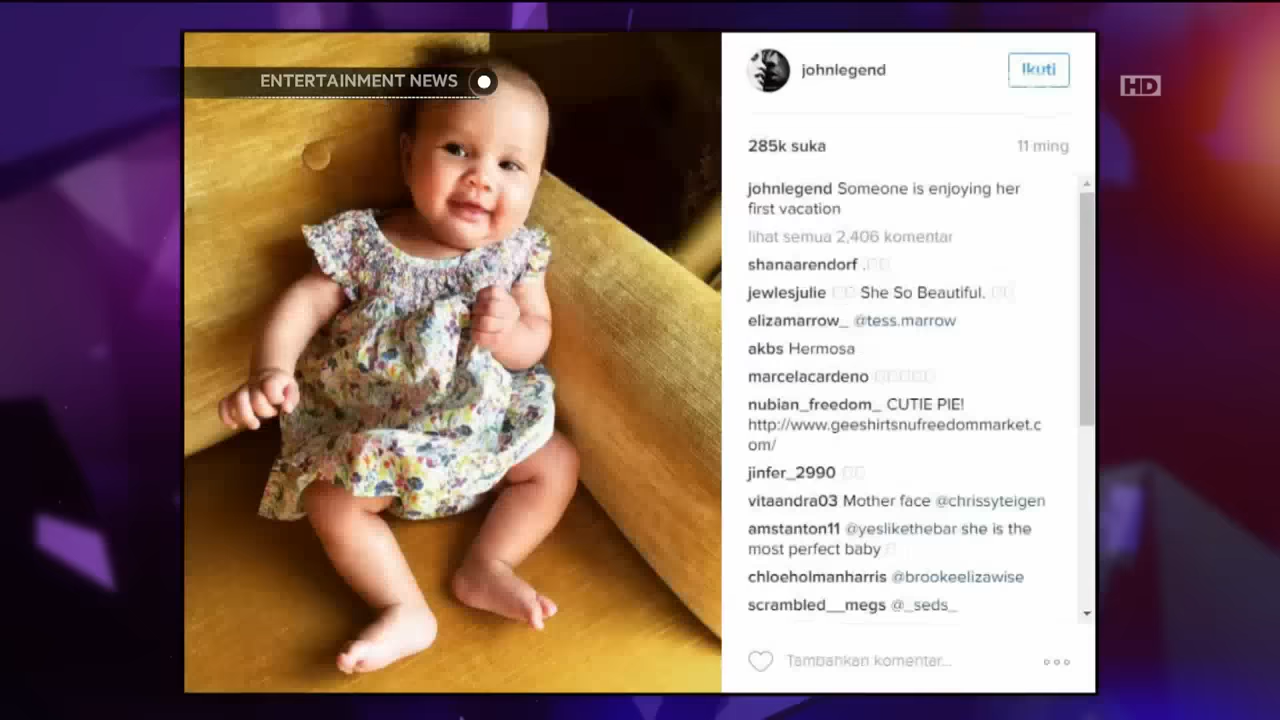 ENTERTAINMENT NEWS
HD
johnlegend
Ikuti
285k suka
11 ming
johnlegend Someone is enjoying her
first vacation
lihat semua 2,406 komentar
shanaarendorf .
jewlesjulie She So Beautiful.
elizamarrow_ @tess.marrow
akbs Hermosa
marcelacardeno
nubian_freedom_ CUTIE PIE!
http://www.geeshirtsnufreedommarket.c
om/
jinfer_2990
vitaandra03 Mother face @chrissyteigen
amstanton11 @yeslikethebar she is the
most perfect baby
chloeholmanharris @brookeelizawise
scrambled__megs @_seds_
Tambahkan komentar...